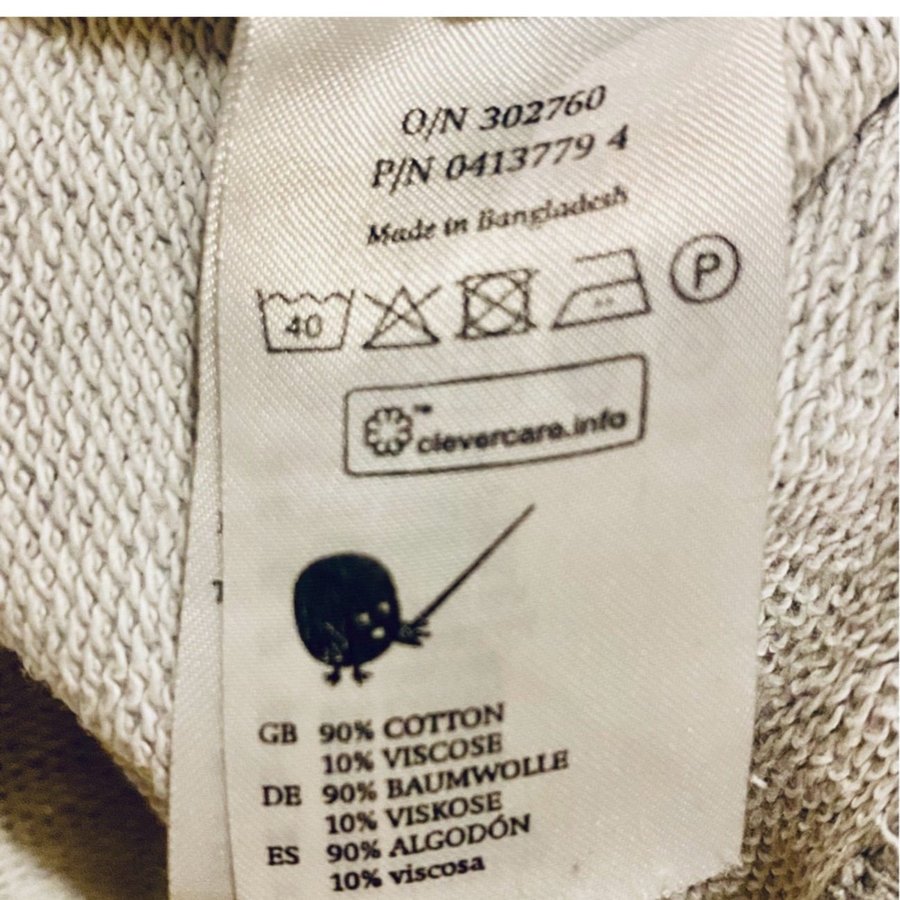 O/N 302760
P/N 0413779 4
Made in Bangladesh
40
P
™
clevercare.info
GB 90% COTTON
10% VISCOSE
DE 90% BAUMWOLLE
10% VISKOSE
ES 90% ALGODÓN
10% viscosa